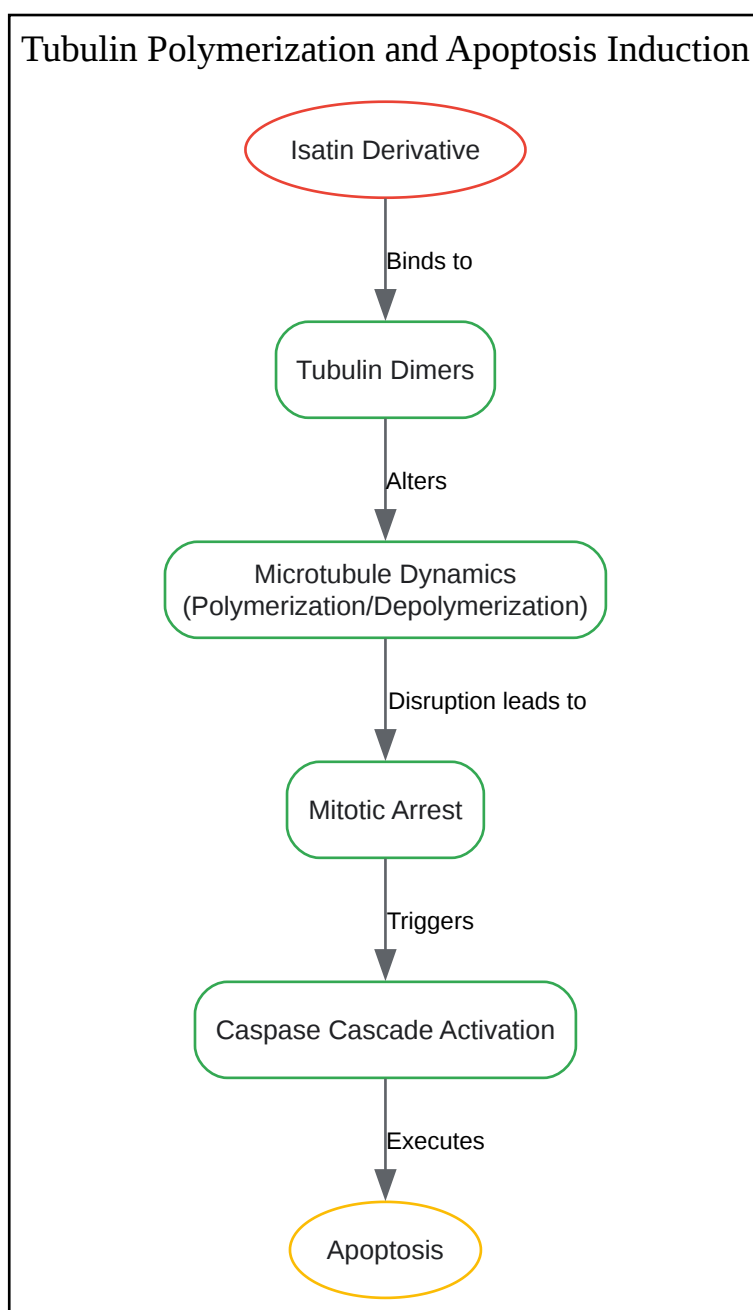 Tubulin Polymerization and Apoptosis Induction
Isatin Derivative
Binds to
Tubulin Dimers
Alters
Microtubule Dynamics
(Polymerization/Depolymerization)
Disruption leads to
Mitotic Arrest
Triggers
Caspase Cascade Activation
Executes
Apoptosis